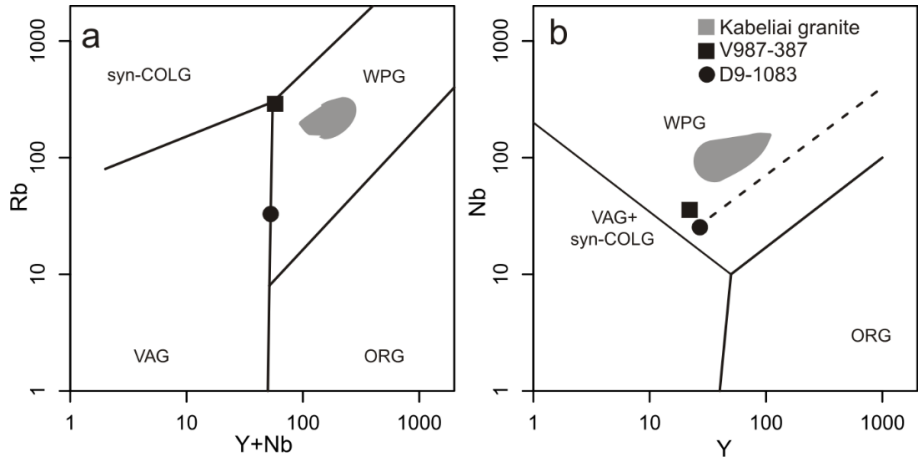 a
syn-COLG
WPG
VAG
ORG
1000
100
10
1
Rb
1
10
100
1000
Y+Nb
b
Kabeliai granite
V987-387
D9-1083
WPG
VAG+
syn-COLG
ORG
1000
100
10
1
Nb
1
10
100
1000
Y